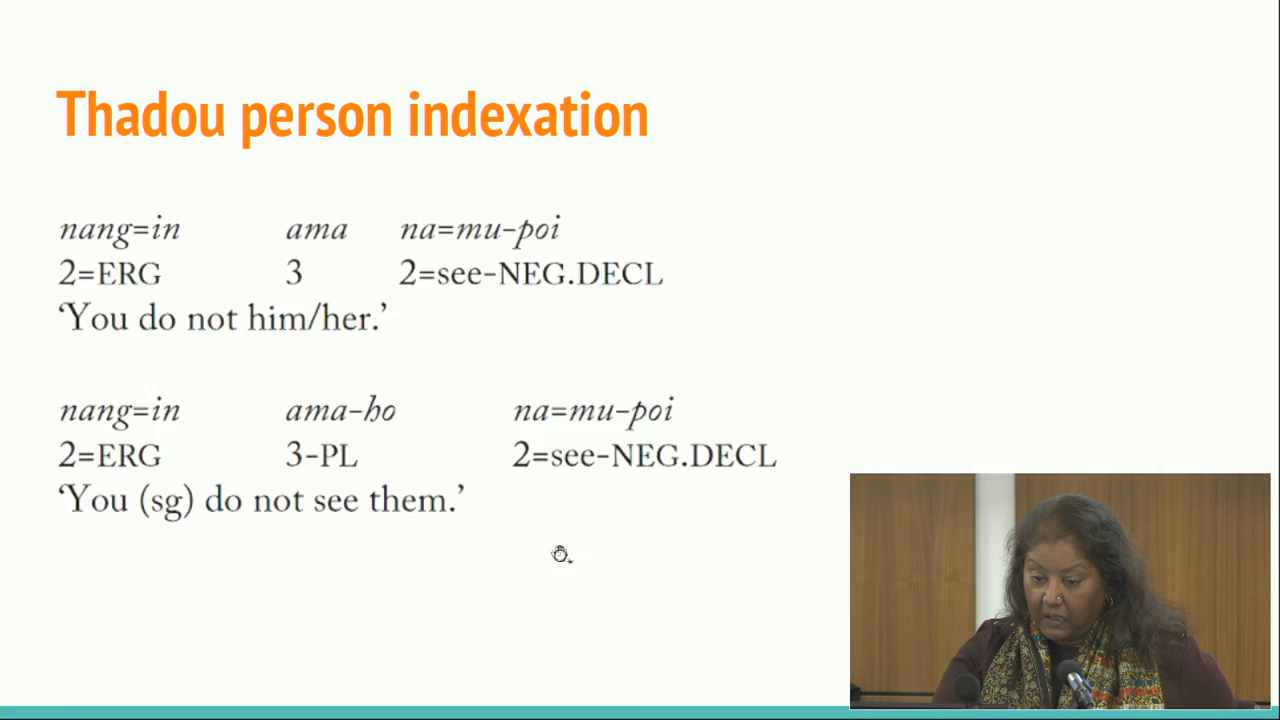 Thadou person indexation
nang=in ama na=mu-poi
2=ERG 3 2=see-NEG.DECL
‘You do not him/her.’
nang=in ama-ho na=mu-poi
2=ERG 3-PL 2=see-NEG.DECL
‘You (sg) do not see them.’